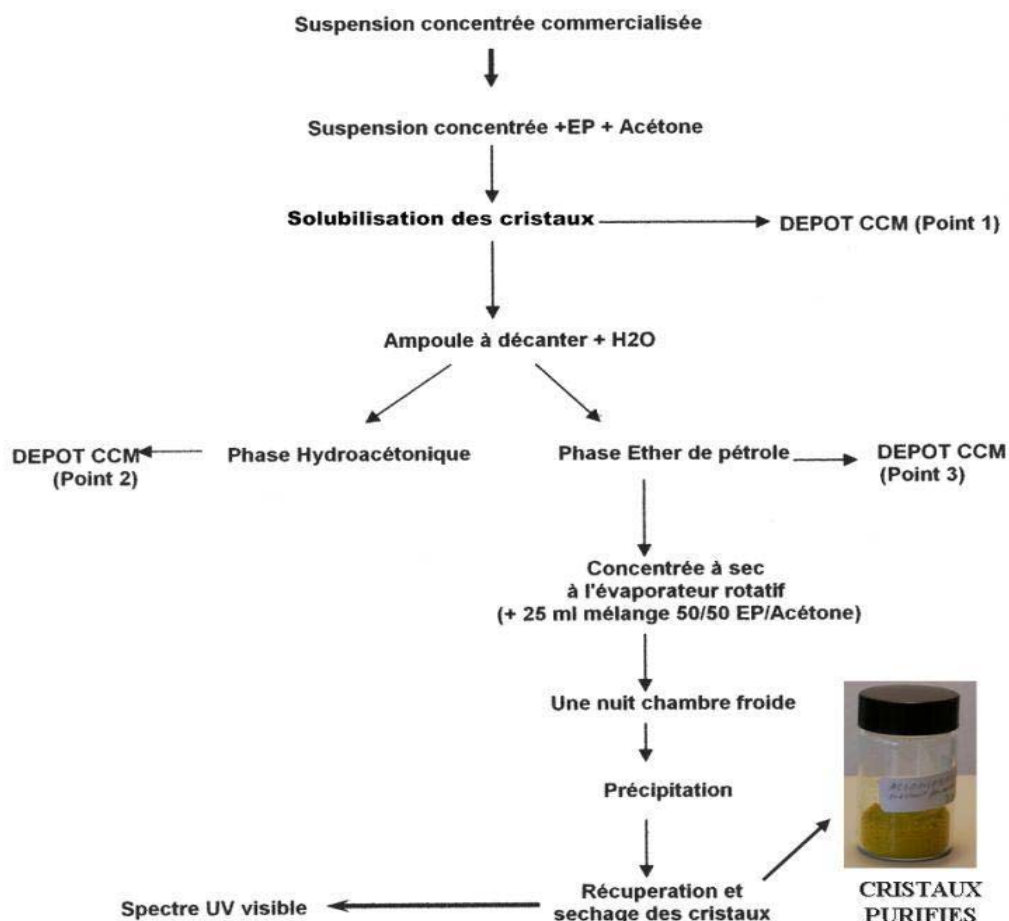 Suspension concentrée commercialisée
Suspension concentrée +EP + Acétone
Solubilisation des cristaux
DEPOT CCM (Point 1)
Ampoule à décanter + H2O
DEPOT CCM
(Point 2)
Phase Hydroacétonique
Phase Ether de pétrole
DEPOT CCM
(Point 3)
Concentrée à sec
à l'évaporateur rotatif
(+ 25 ml mélange 50/50 EP/Acétone)
Une nuit chambre froide
Précipitation
Récuperation et
sechage des cristaux
Spectre UV visible
CRISTAUX
PURIFIES